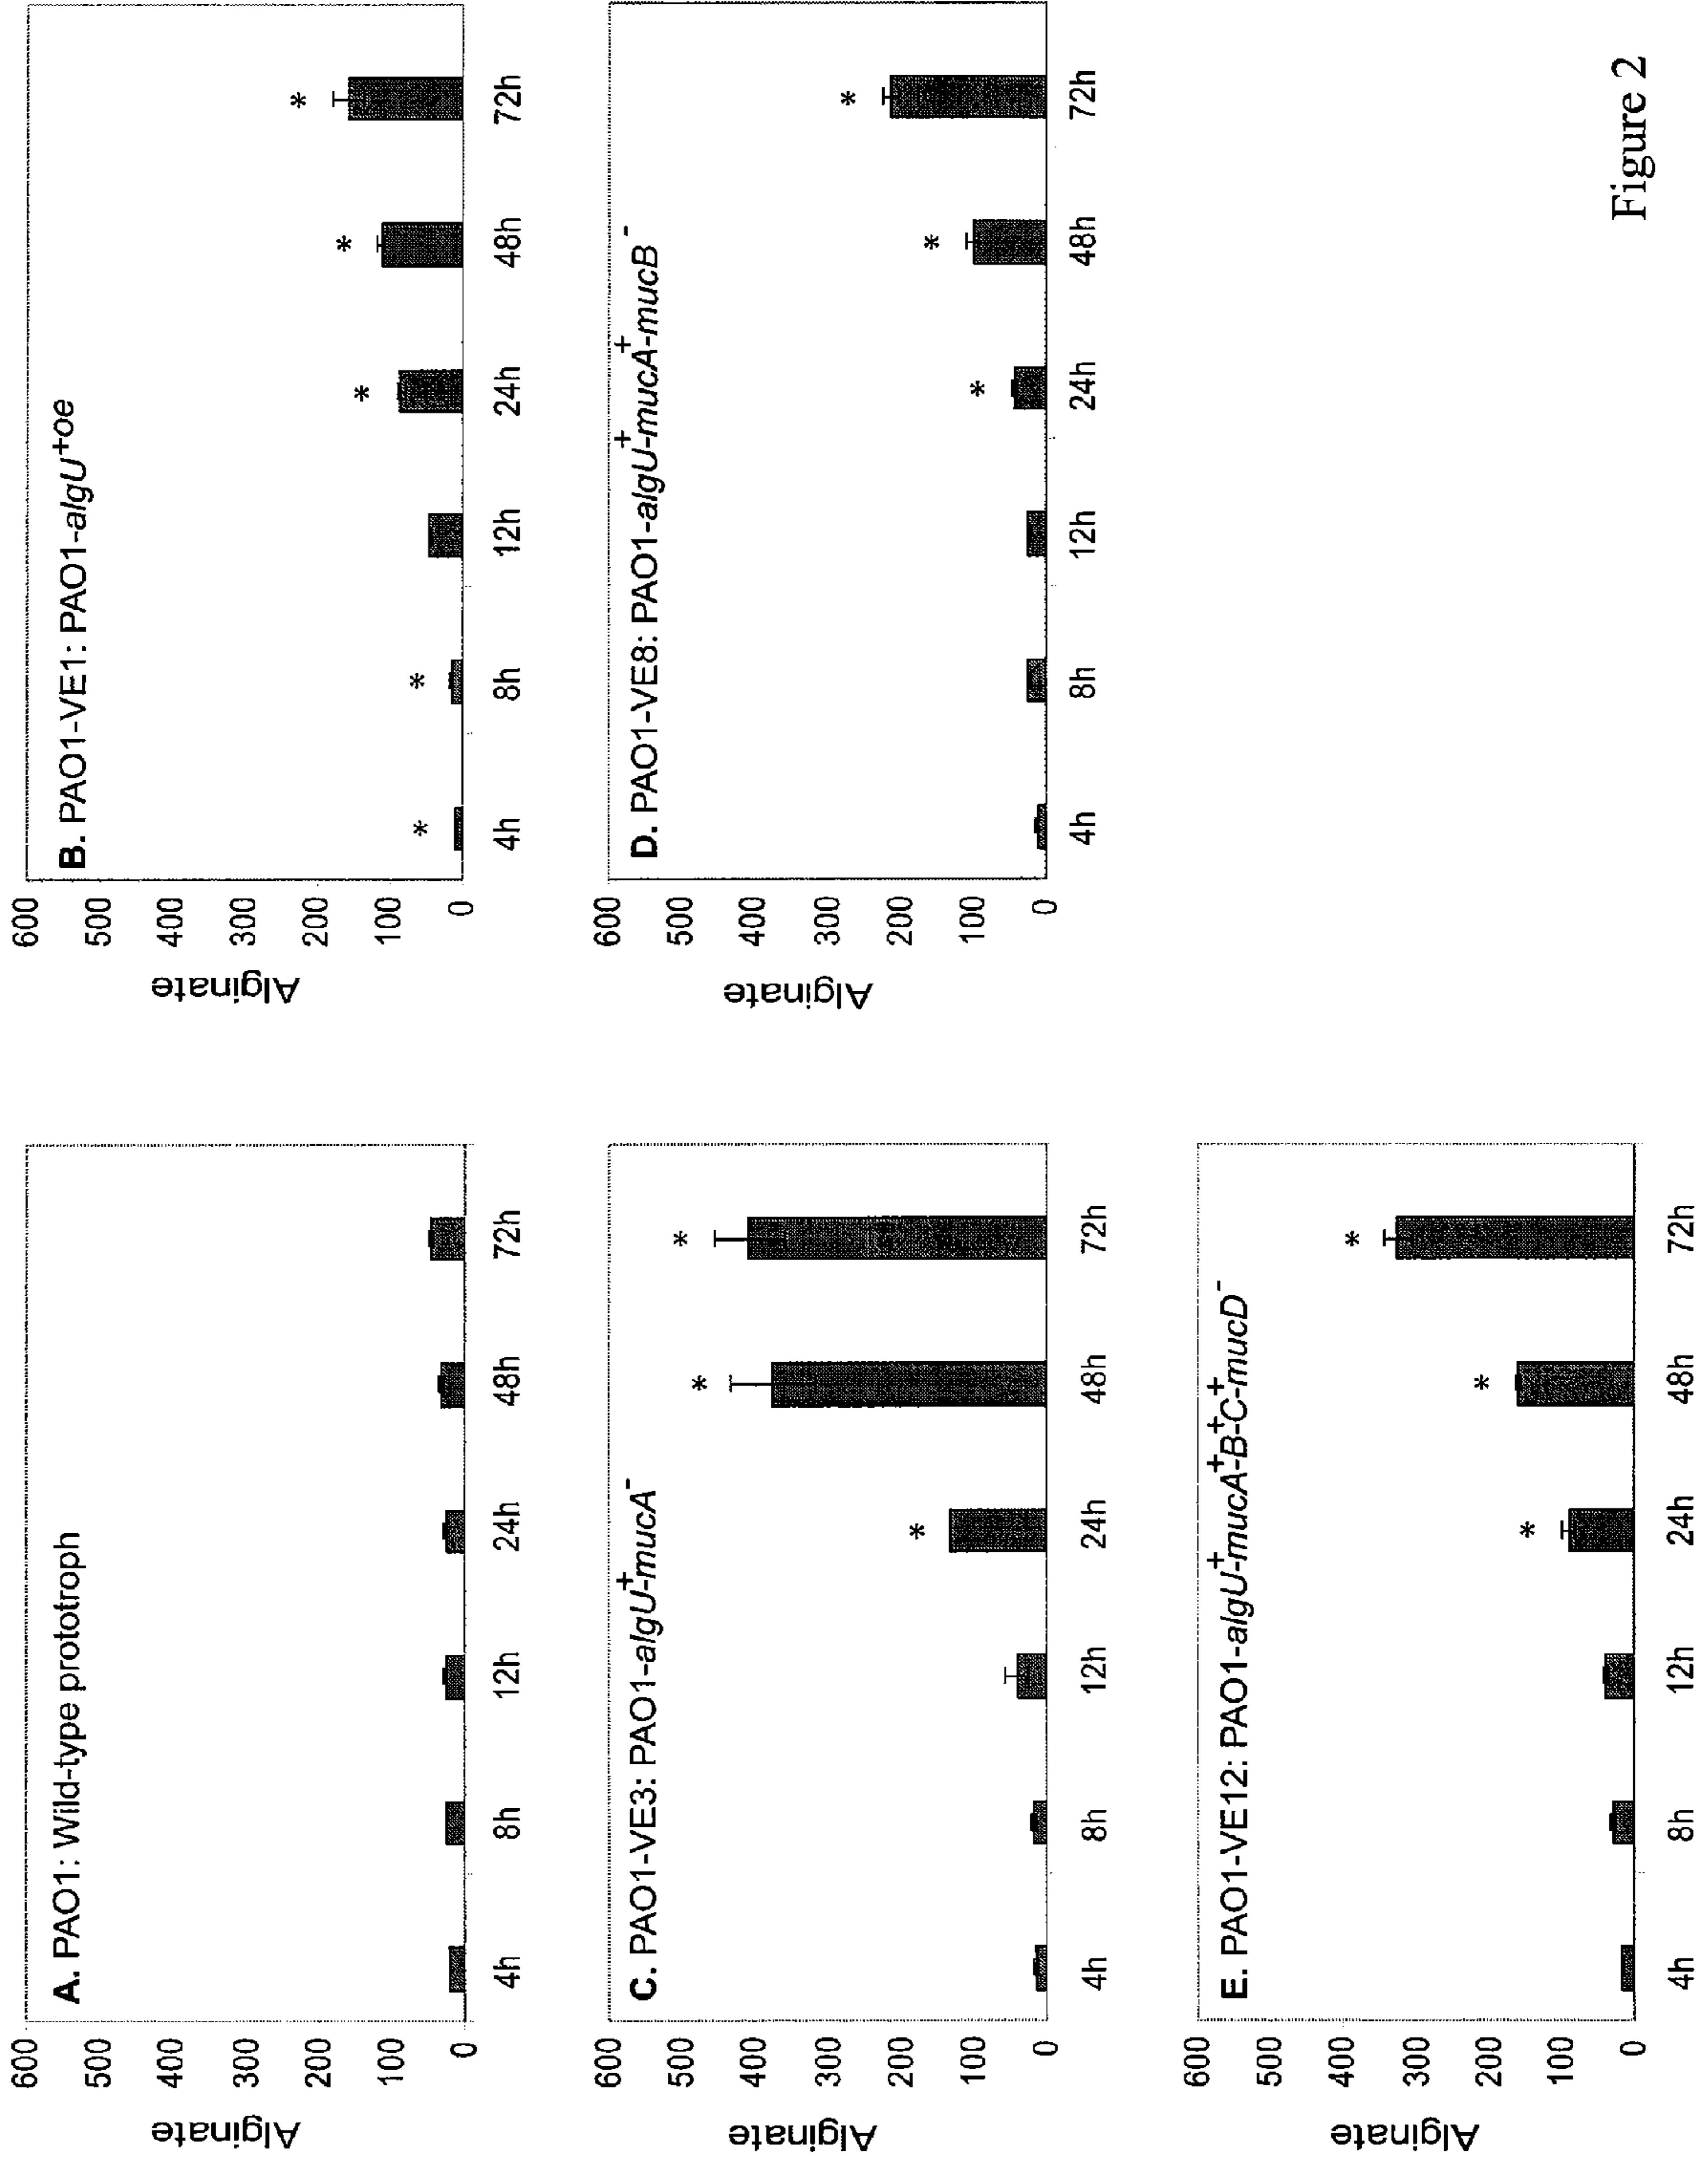 A. PAO1: Wild-type prototroph
Alginate
600
500
400
300
200
100
0
4h 8h 12h 24h 48h 72h
B. PAO1-VE1: PAO1-algU+oe
Alginate
600
500
400
300
200
100
0
* * * * *
4h 8h 12h 24h 48h 72h
C. PAO1-VE3: PAO1-algU+-mucA-
Alginate
600
500
400
300
200
100
0
* * *
4h 8h 12h 24h 48h 72h
D. PAO1-VE8: PAO1-algU+-mucA+-mucB-
Alginate
600
500
400
300
200
100
0
* * *
4h 8h 12h 24h 48h 72h
E. PAO1-VE12: PAO1-algU+-mucA+-B+-C+-mucD-
Alginate
600
500
400
300
200
100
0
* * *
4h 8h 12h 24h 48h 72h
Figure 2